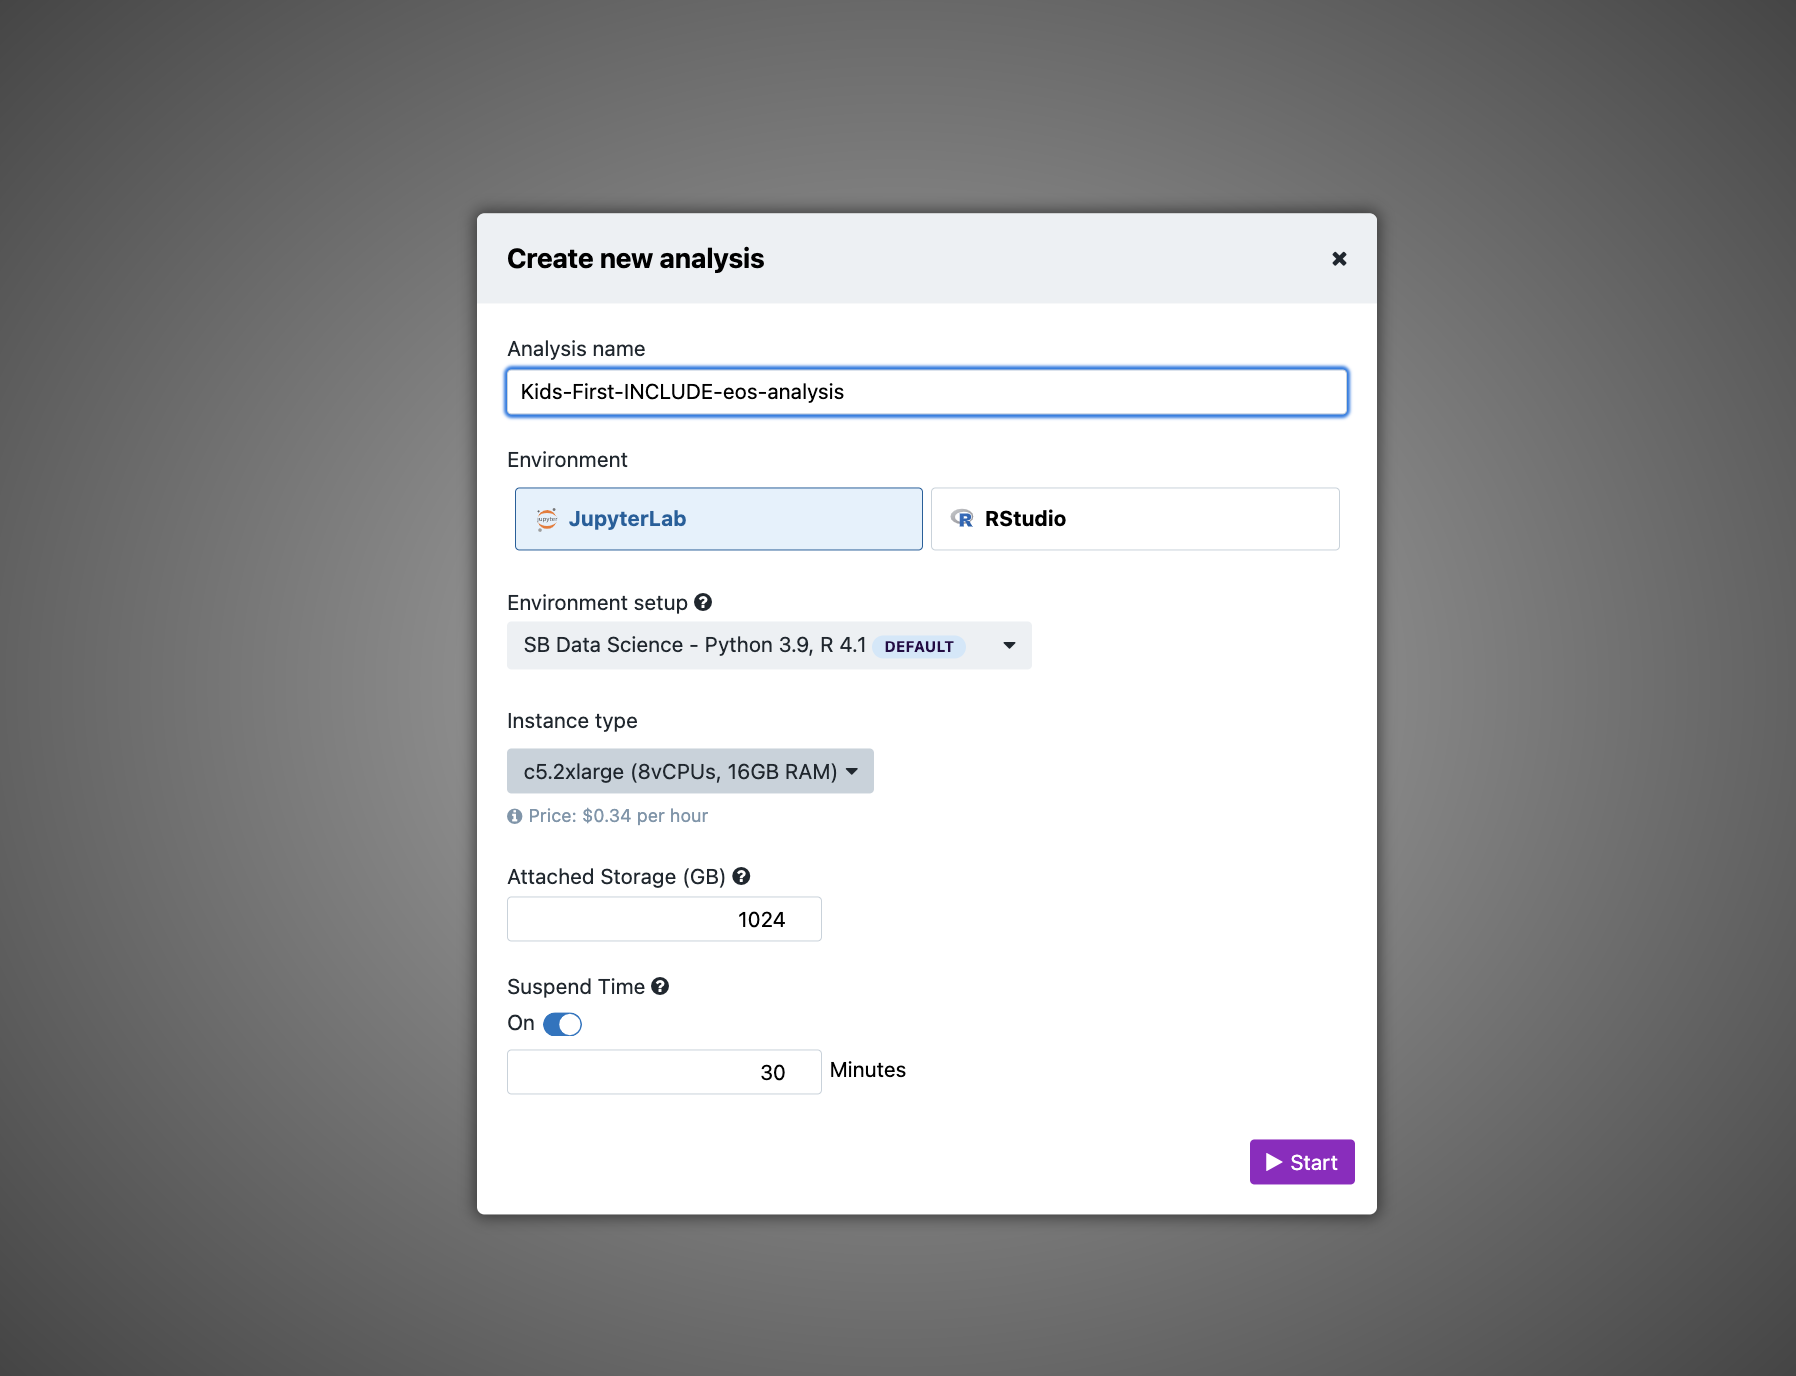 Create new analysis
Analysis name
Kids-First-INCLUDE-eos-analysis
Environment
jupyter JupyterLab
R RStudio
Environment setup
SB Data Science - Python 3.9, R 4.1 DEFAULT
Instance type
c5.2xlarge (8vCPUs, 16GB RAM)
Price: $0.34 per hour
Attached Storage (GB)
1024
Suspend Time
On
30 Minutes
Start